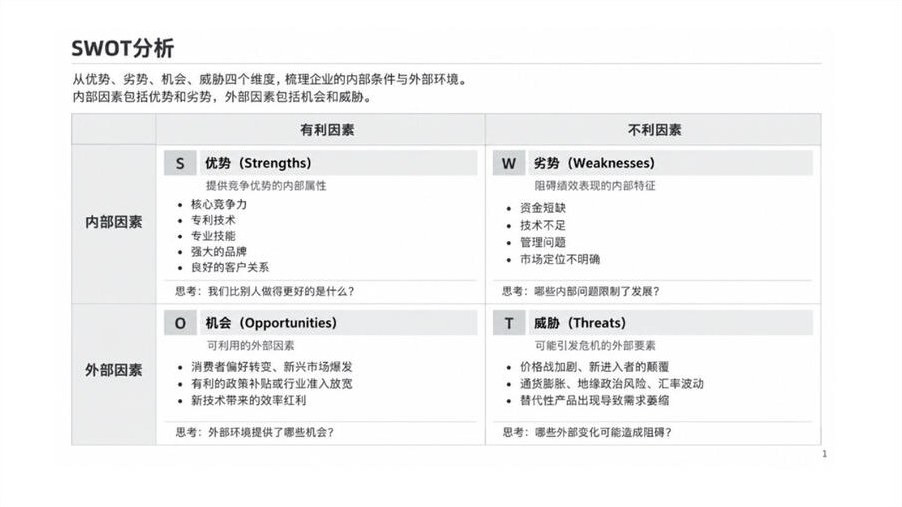 SWOT分析
从优势、劣势、机会、威胁四个维度，梳理企业的内部条件与外部环境。
内部因素包括优势和劣势，外部因素包括机会和威胁。
有利因素
不利因素
内部因素
S 优势（Strengths）
提供竞争优势的内部属性
• 核心竞争力
• 专利技术
• 专业技能
• 强大的品牌
• 良好的客户关系
思考：我们比别人做得更好的是什么？
W 劣势（Weaknesses）
阻碍绩效表现的内部特征
• 资金短缺
• 技术不足
• 管理问题
• 市场定位不明确
思考：哪些内部问题限制了发展？
外部因素
O 机会（Opportunities）
可利用的外部因素
• 消费者偏好转变、新兴市场爆发
• 有利的政策补贴或行业准入放宽
• 新技术带来的效率红利
思考：外部环境提供了哪些机会？
T 威胁（Threats）
可能引发危机的外部要素
• 价格战加剧、新进入者的颠覆
• 通货膨胀、地缘政治风险、汇率波动
• 替代性产品出现导致需求萎缩
思考：哪些外部变化可能造成阻碍？
1